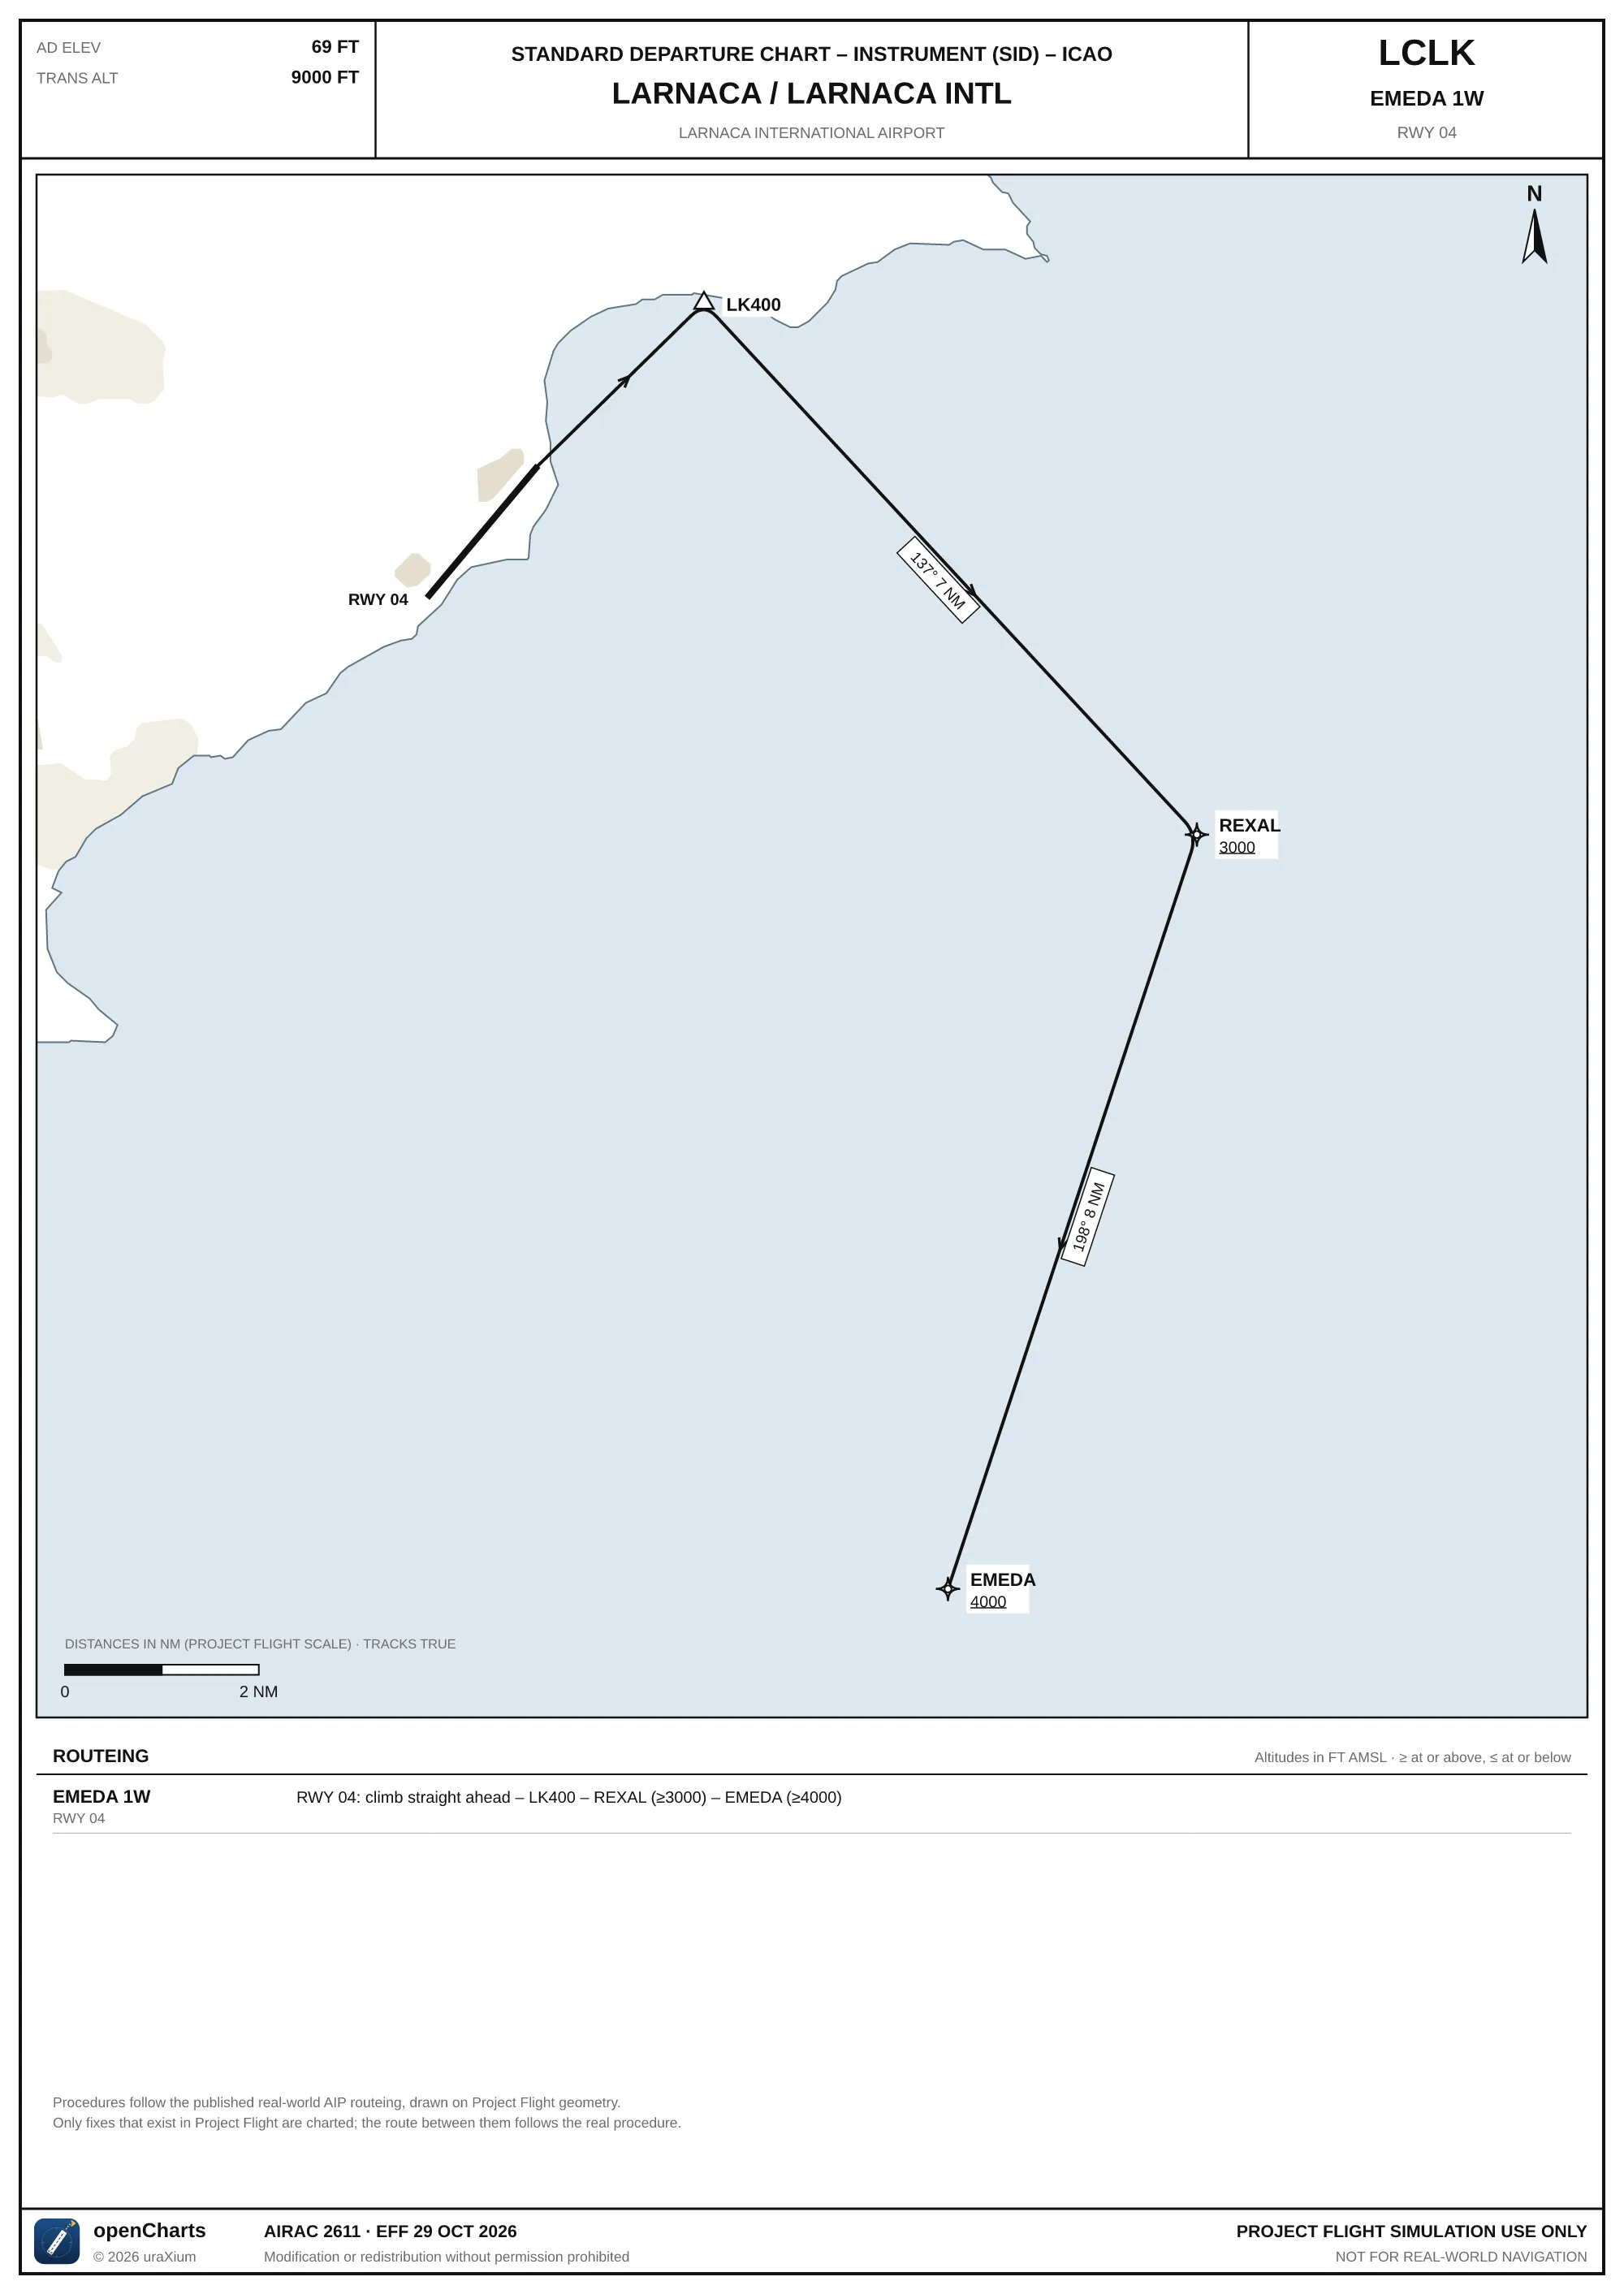 AD ELEV 69 FT
TRANS ALT 9000 FT
STANDARD DEPARTURE CHART – INSTRUMENT (SID) – ICAO
LARNACA / LARNACA INTL
LARNACA INTERNATIONAL AIRPORT
LCLK
EMEDA 1W
RWY 04
N
LK400
RWY 04
137° 7 NM
REXAL
3000
198° 8 NM
EMEDA
4000
DISTANCES IN NM (PROJECT FLIGHT SCALE) · TRACKS TRUE
0 2 NM
ROUTEING Altitudes in FT AMSL · ≥ at or above, ≤ at or below
EMEDA 1W RWY 04: climb straight ahead – LK400 – REXAL (≥3000) – EMEDA (≥4000)
RWY 04
Procedures follow the published real-world AIP routeing, drawn on Project Flight geometry.
Only fixes that exist in Project Flight are charted; the route between them follows the real procedure.
openCharts AIRAC 2611 · EFF 29 OCT 2026 PROJECT FLIGHT SIMULATION USE ONLY
© 2026 uraXium Modification or redistribution without permission prohibited NOT FOR REAL-WORLD NAVIGATION